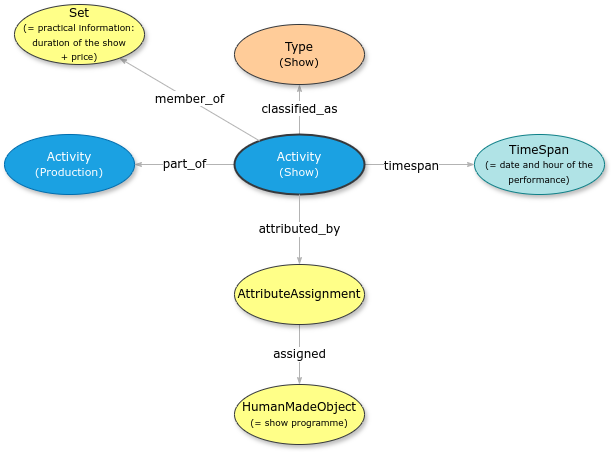 Set
(= practical information:
duration of the show
+ price)
Type
(Show)
member_of
classified_as
Activity
(Production)
part_of
Activity
(Show)
timespan
TimeSpan
(= date and hour of the
performance)
attributed_by
AttributeAssignment
assigned
HumanMadeObject
(= show programme)